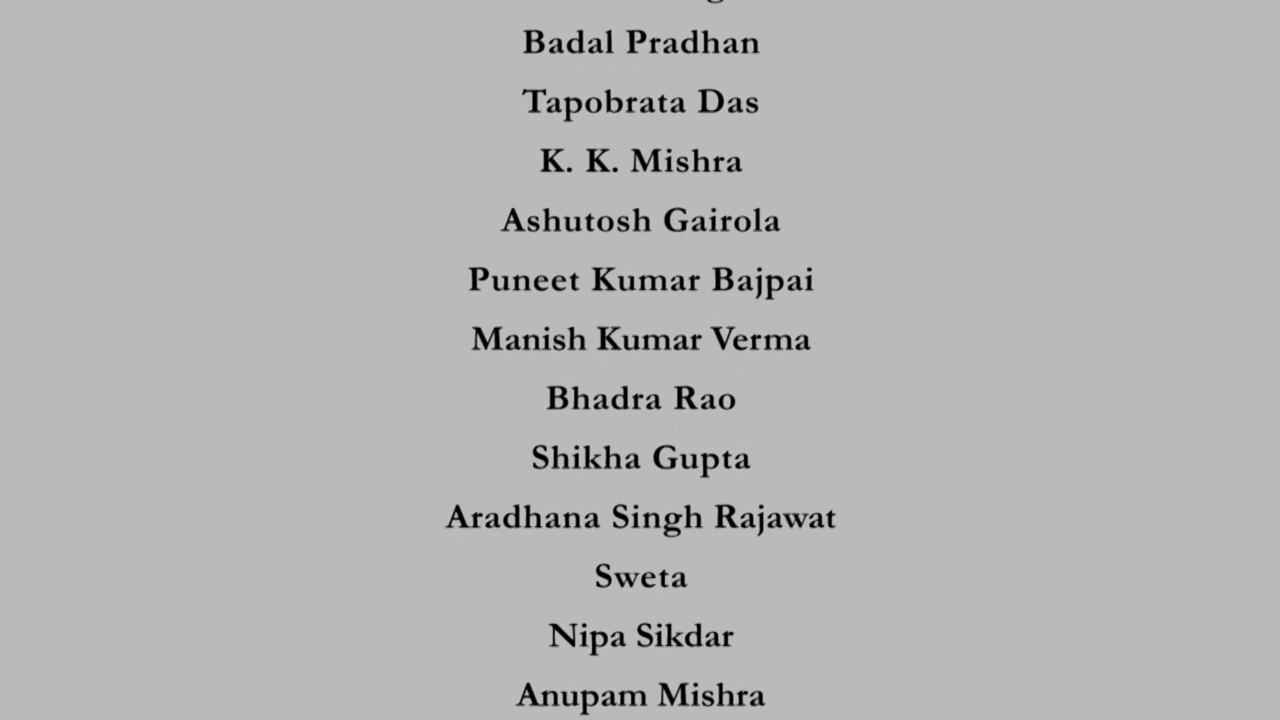 Badal Pradhan
Tapobrata Das
K. K. Mishra
Ashutosh Gairola
Puneet Kumar Bajpai
Manish Kumar Verma
Bhadra Rao
Shikha Gupta
Aradhana Singh Rajawat
Sweta
Nipa Sikdar
Anupam Mishra